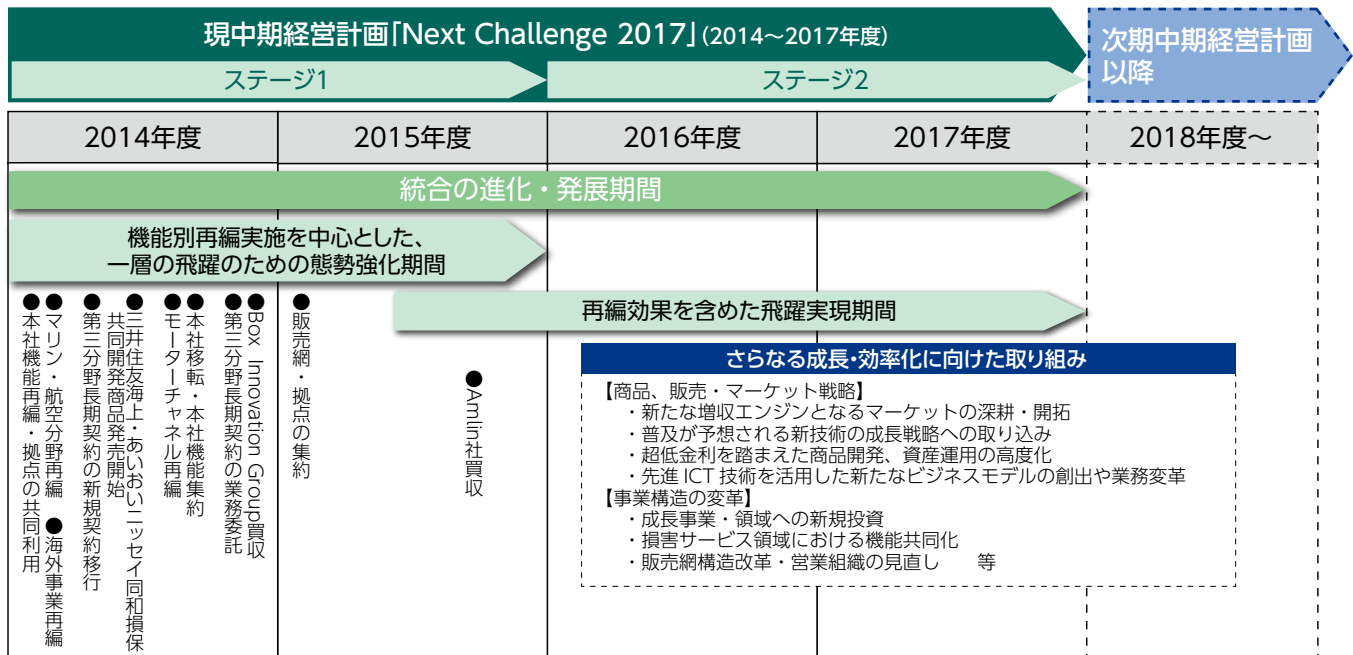 現中期経営計画「Next Challenge 2017」(2014～2017年度)
次期中期経営計画
以降
ステージ1
ステージ2
2014年度
2015年度
2016年度
2017年度
2018年度～
統合の進化・発展期間
機能別再編実施を中心とした、
一層の飛躍のための態勢強化期間
再編効果を含めた飛躍実現期間
●本社機能再編・拠点の共同利用
●マリン・航空分野再編 ●海外事業再編
●第三分野長期契約の新規契約移行
●三井住友海上・あいおいニッセイ同和損保
共同開発商品発売開始
●モーターチャネル再編
●本社移転・本社機能集約
●第三分野長期契約の業務委託
●Box Innovation Group買収
●販売網・拠点の集約
●Amlin社買収
さらなる成長・効率化に向けた取り組み
【商品、販売・マーケット戦略】
・新たな増収エンジンとなるマーケットの深耕・開拓
・普及が予想される新技術の成長戦略への取り込み
・超低金利を踏まえた商品開発、資産運用の高度化
・先進 ICT 技術を活用した新たなビジネスモデルの創出や業務変革
【事業構造の変革】
・成長事業・領域への新規投資
・損害サービス領域における機能共同化
・販売網構造改革・営業組織の見直し 等